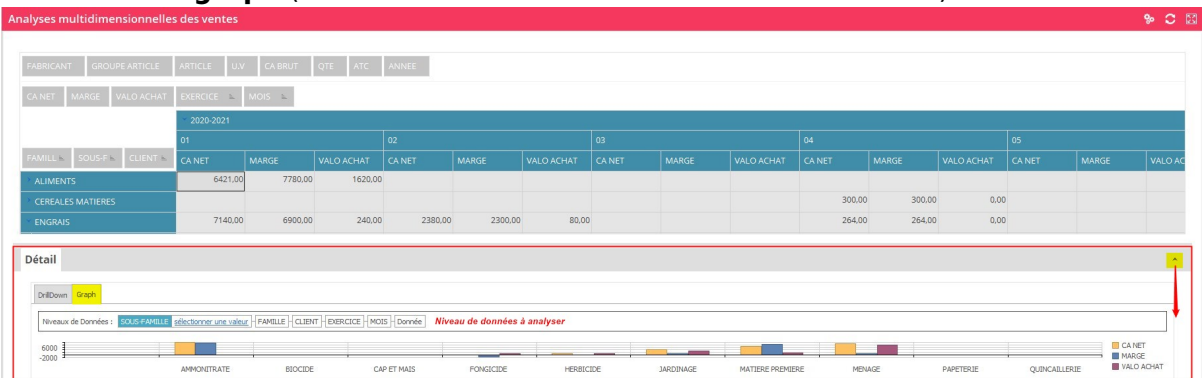 Analyses multidimensionnelles des ventes
FABRICANT GROUPE ARTICLE ARTICLE U.V CA BRUT QTE ATC ANNEE
CA NET MARGE VALO ACHAT EXERCICE MOIS
2020-2021
01 02 03 04 05
FAMILL SOUS-F CLIENT CA NET MARGE VALO ACHAT CA NET MARGE VALO ACHAT CA NET MARGE VALO ACHAT CA NET MARGE VALO ACHAT CA NET MARGE VALO AC
ALIMENTS 6421,00 7780,00 1620,00
CEREALES MATIERES 300,00 300,00 0,00
ENGRAIS 7140,00 6900,00 240,00 2380,00 2300,00 80,00 264,00 264,00 0,00
Détail
DrillDown Graph
Niveaux de Données : SOUS-FAMILLE sélectionner une valeur FAMILLE CLIENT EXERCICE MOIS Donnée Niveau de données à analyser
6000
-2000
CA NET
MARGE
VALO ACHAT
AMMONITRATE BIOCIDE CAP ET MAIS FONGICIDE HERBICIDE JARDINAGE MATIERE PREMIERE MENAGE PAPETERIE QUINCAILLERIE